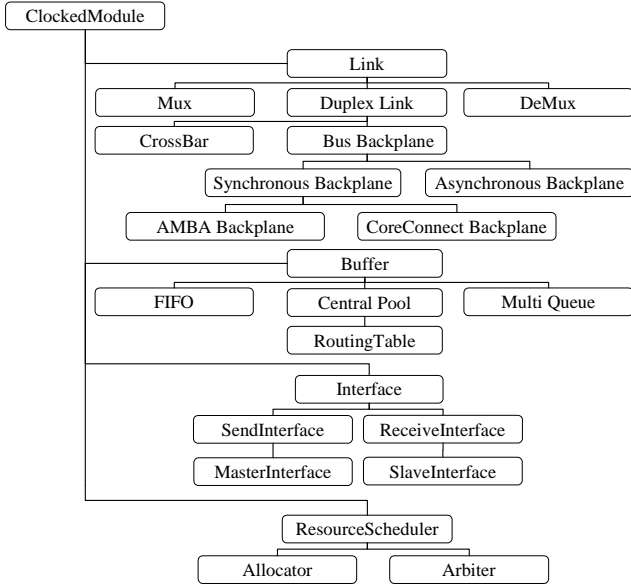 ClockedModule
Link
Mux
Duplex Link
DeMux
CrossBar
Bus Backplane
Synchronous Backplane
Asynchronous Backplane
AMBA Backplane
CoreConnect Backplane
Buffer
FIFO
Central Pool
Multi Queue
RoutingTable
Interface
SendInterface
ReceiveInterface
MasterInterface
SlaveInterface
ResourceScheduler
Allocator
Arbiter